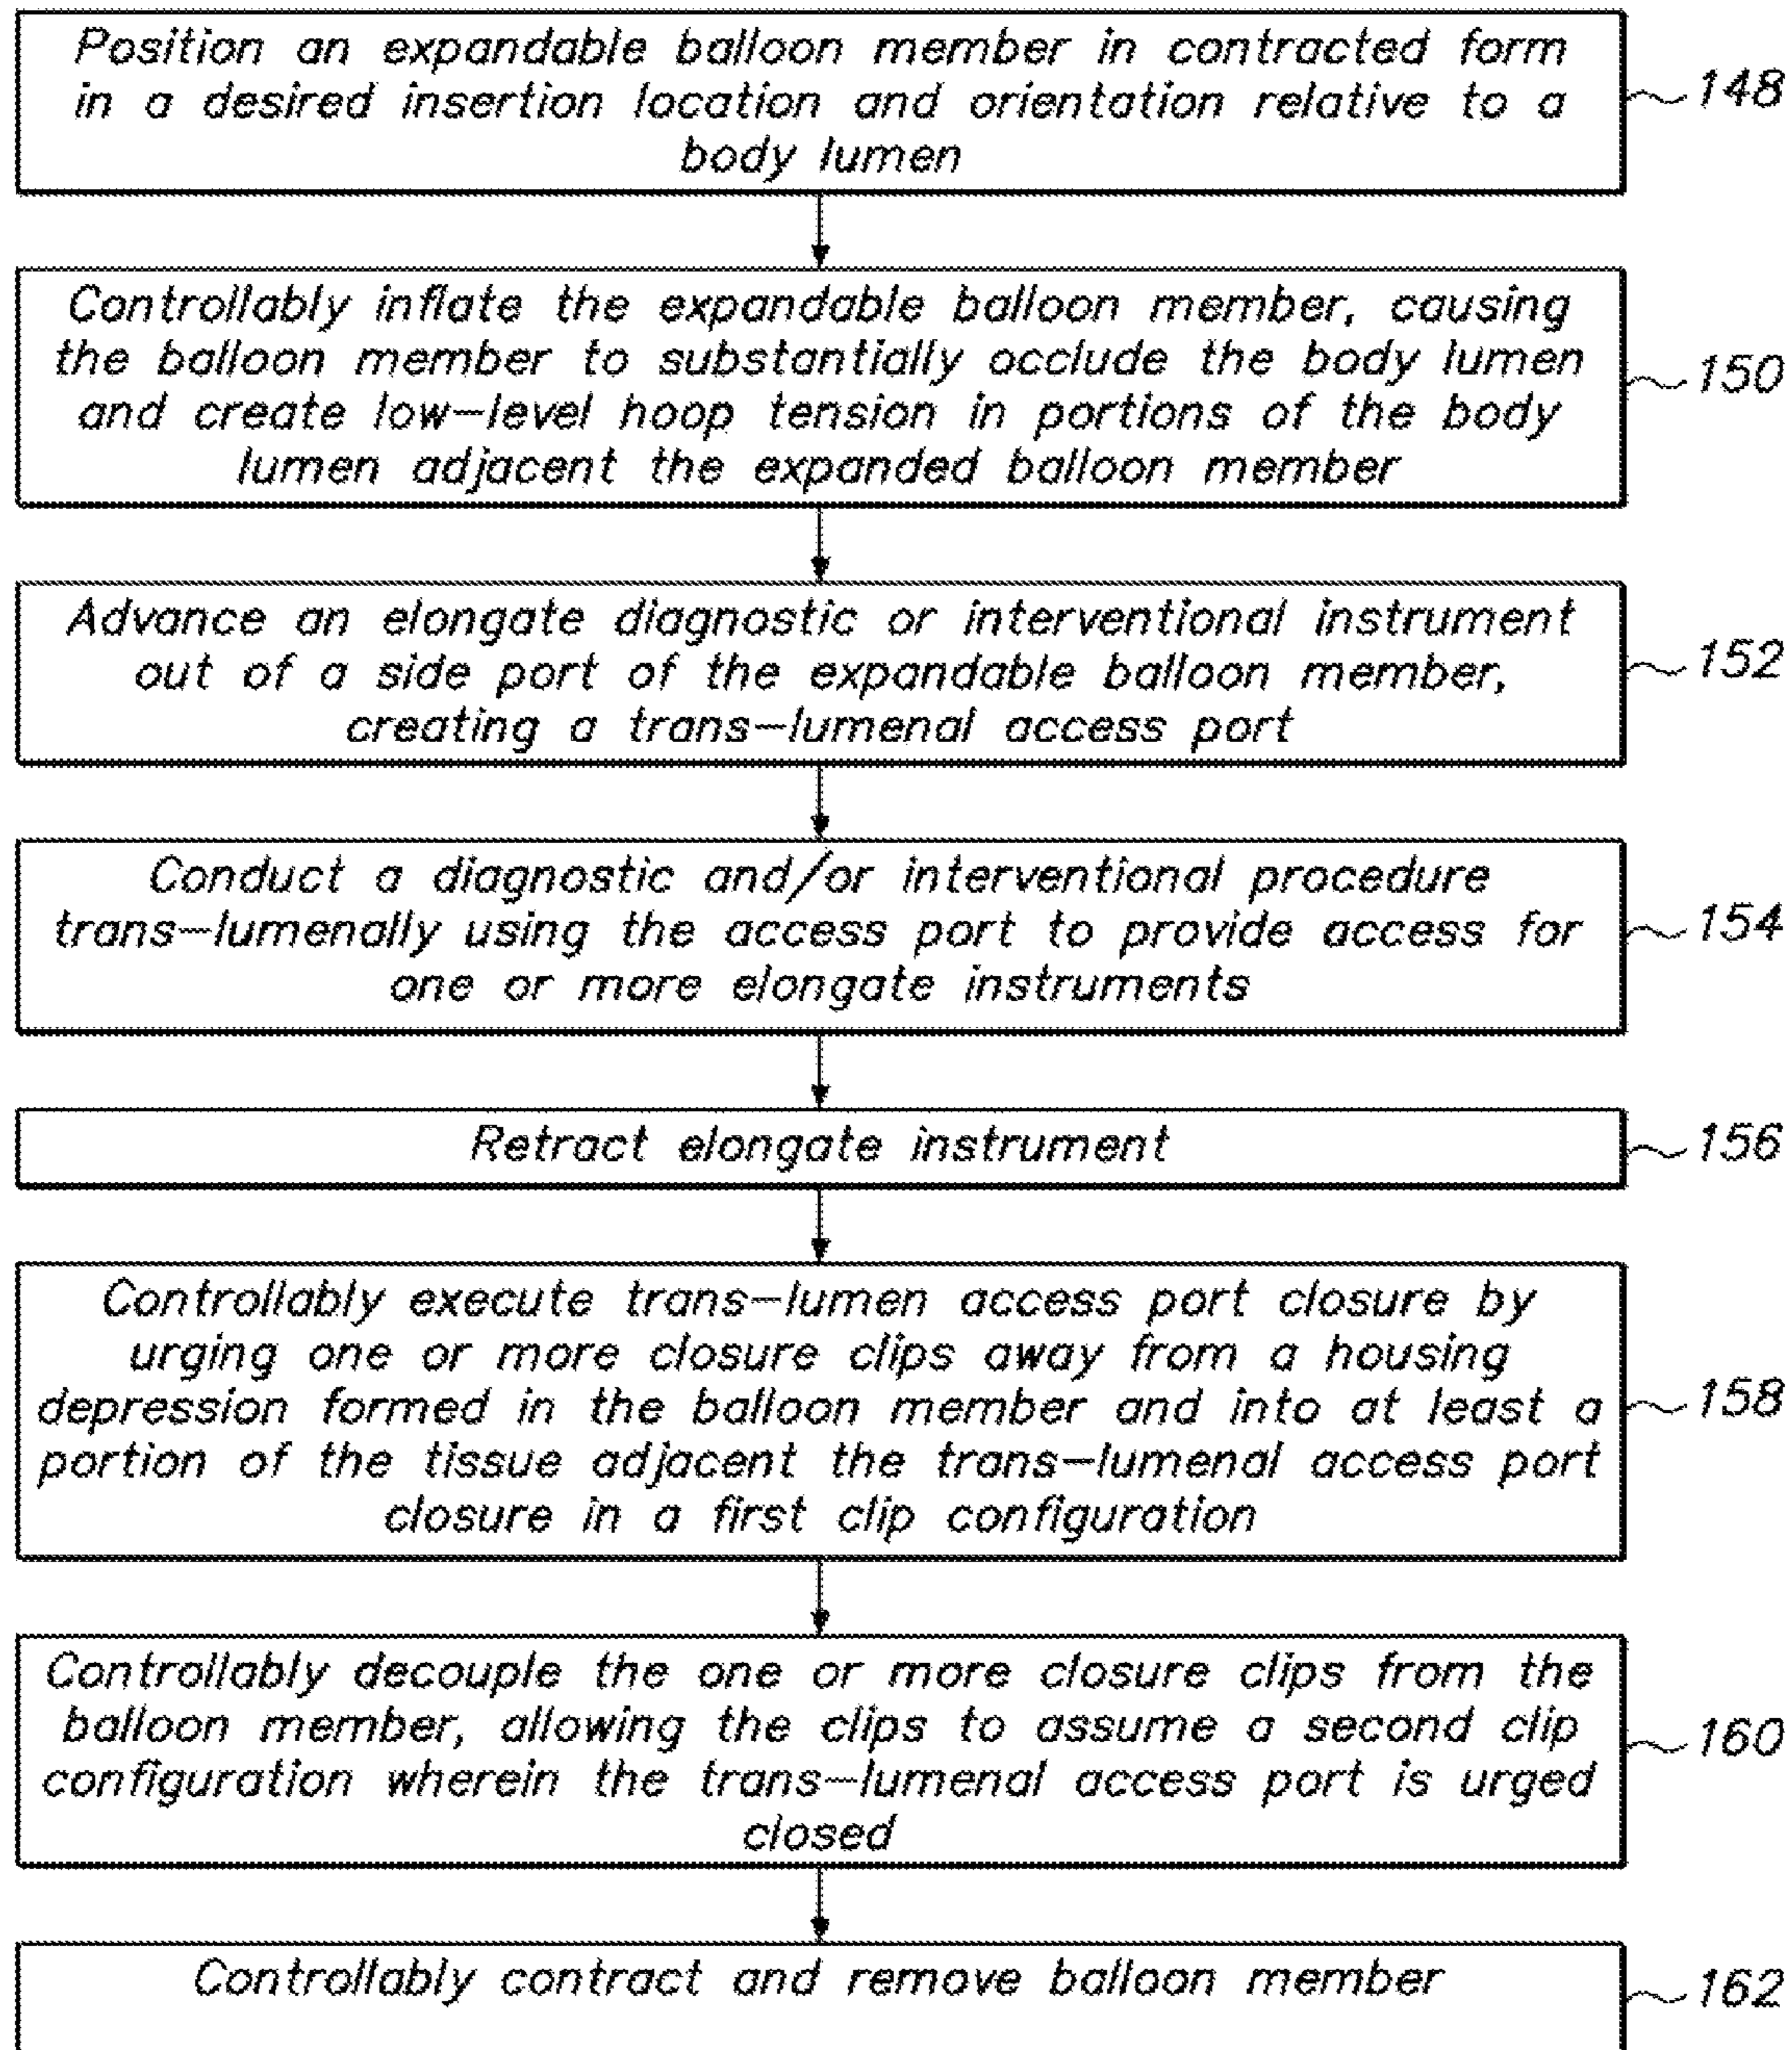 Position an expandable balloon member in contracted form
in a desired insertion location and orientation relative to a
body lumen
148
Controllably inflate the expandable balloon member, causing
the balloon member to substantially occlude the body lumen
and create low-level hoop tension in portions of the body
lumen adjacent the expanded balloon member
150
Advance an elongate diagnostic or interventional instrument
out of a side port of the expandable balloon member,
creating a trans-lumenal access port
152
Conduct a diagnostic and/or interventional procedure
trans-lumenally using the access port to provide access for
one or more elongate instruments
154
Retract elongate instrument
156
Controllably execute trans-lumen access port closure by
urging one or more closure clips away from a housing
depression formed in the balloon member and into at least a
portion of the tissue adjacent the trans-lumenal access port
closure in a first clip configuration
158
Controllably decouple the one or more closure clips from the
balloon member, allowing the clips to assume a second clip
configuration wherein the trans-lumenal access port is urged
closed
160
Controllably contract and remove balloon member
162